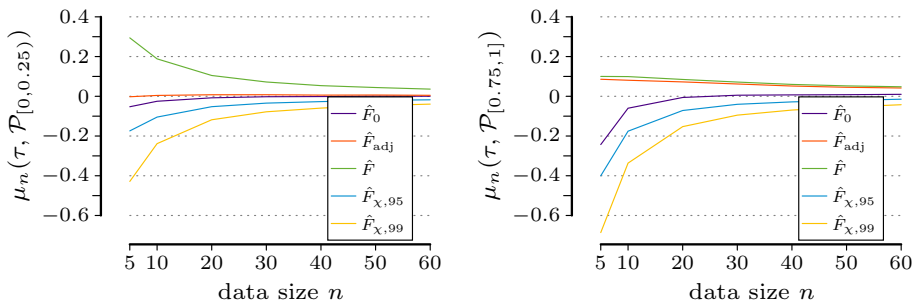 μₙ(τ, 𝒫[0,0.25))
0.4
0.2
0
−0.2
−0.4
−0.6
F̂₀
F̂adj
F̂
F̂χ,95
F̂χ,99
5 10 20 30 40 50 60
data size n
μₙ(τ, 𝒫[0.75,1])
0.4
0.2
0
−0.2
−0.4
−0.6
F̂₀
F̂adj
F̂
F̂χ,95
F̂χ,99
5 10 20 30 40 50 60
data size n